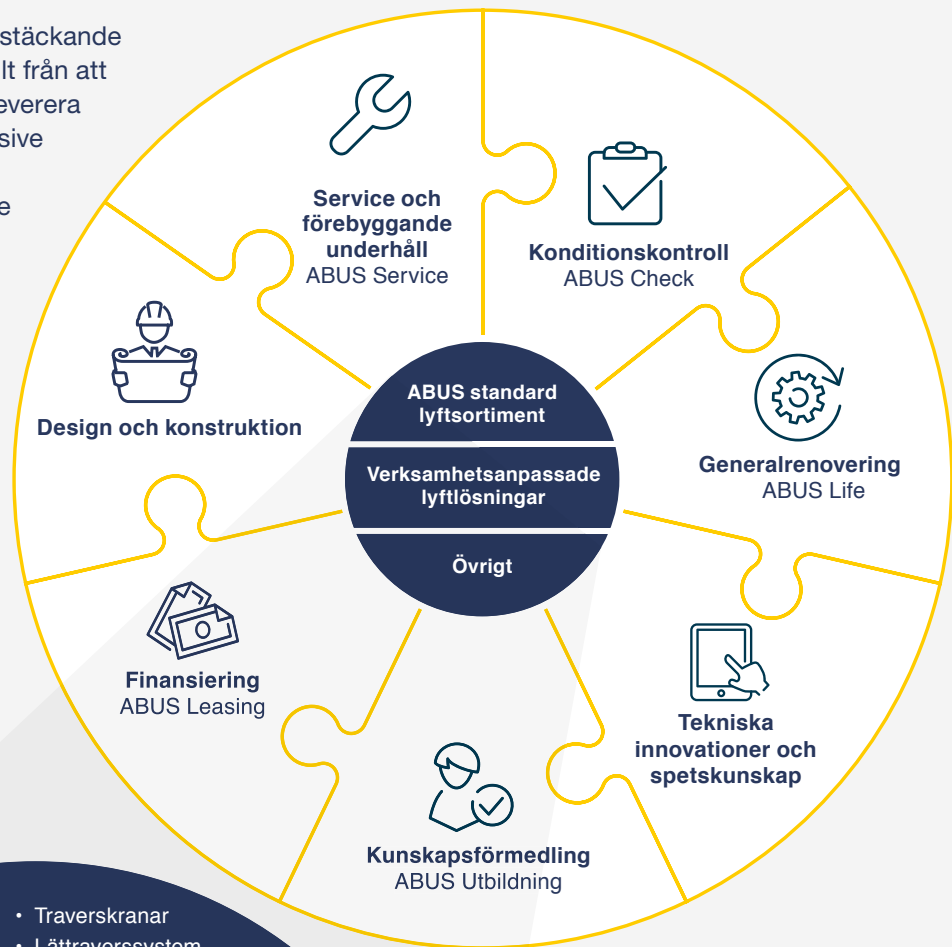 stäckande
lt från att
everera
sive
e
Service och
förebyggande
underhåll
ABUS Service
Konditionskontroll
ABUS Check
Design och konstruktion
ABUS standard
lyftsortiment
Verksamhetsanpassade
lyftlösningar
Övrigt
Generalrenovering
ABUS Life
Finansiering
ABUS Leasing
Tekniska
innovationer och
spetskunskap
Kunskapsförmedling
ABUS Utbildning
• Traverskranar
• Lättraverssystem